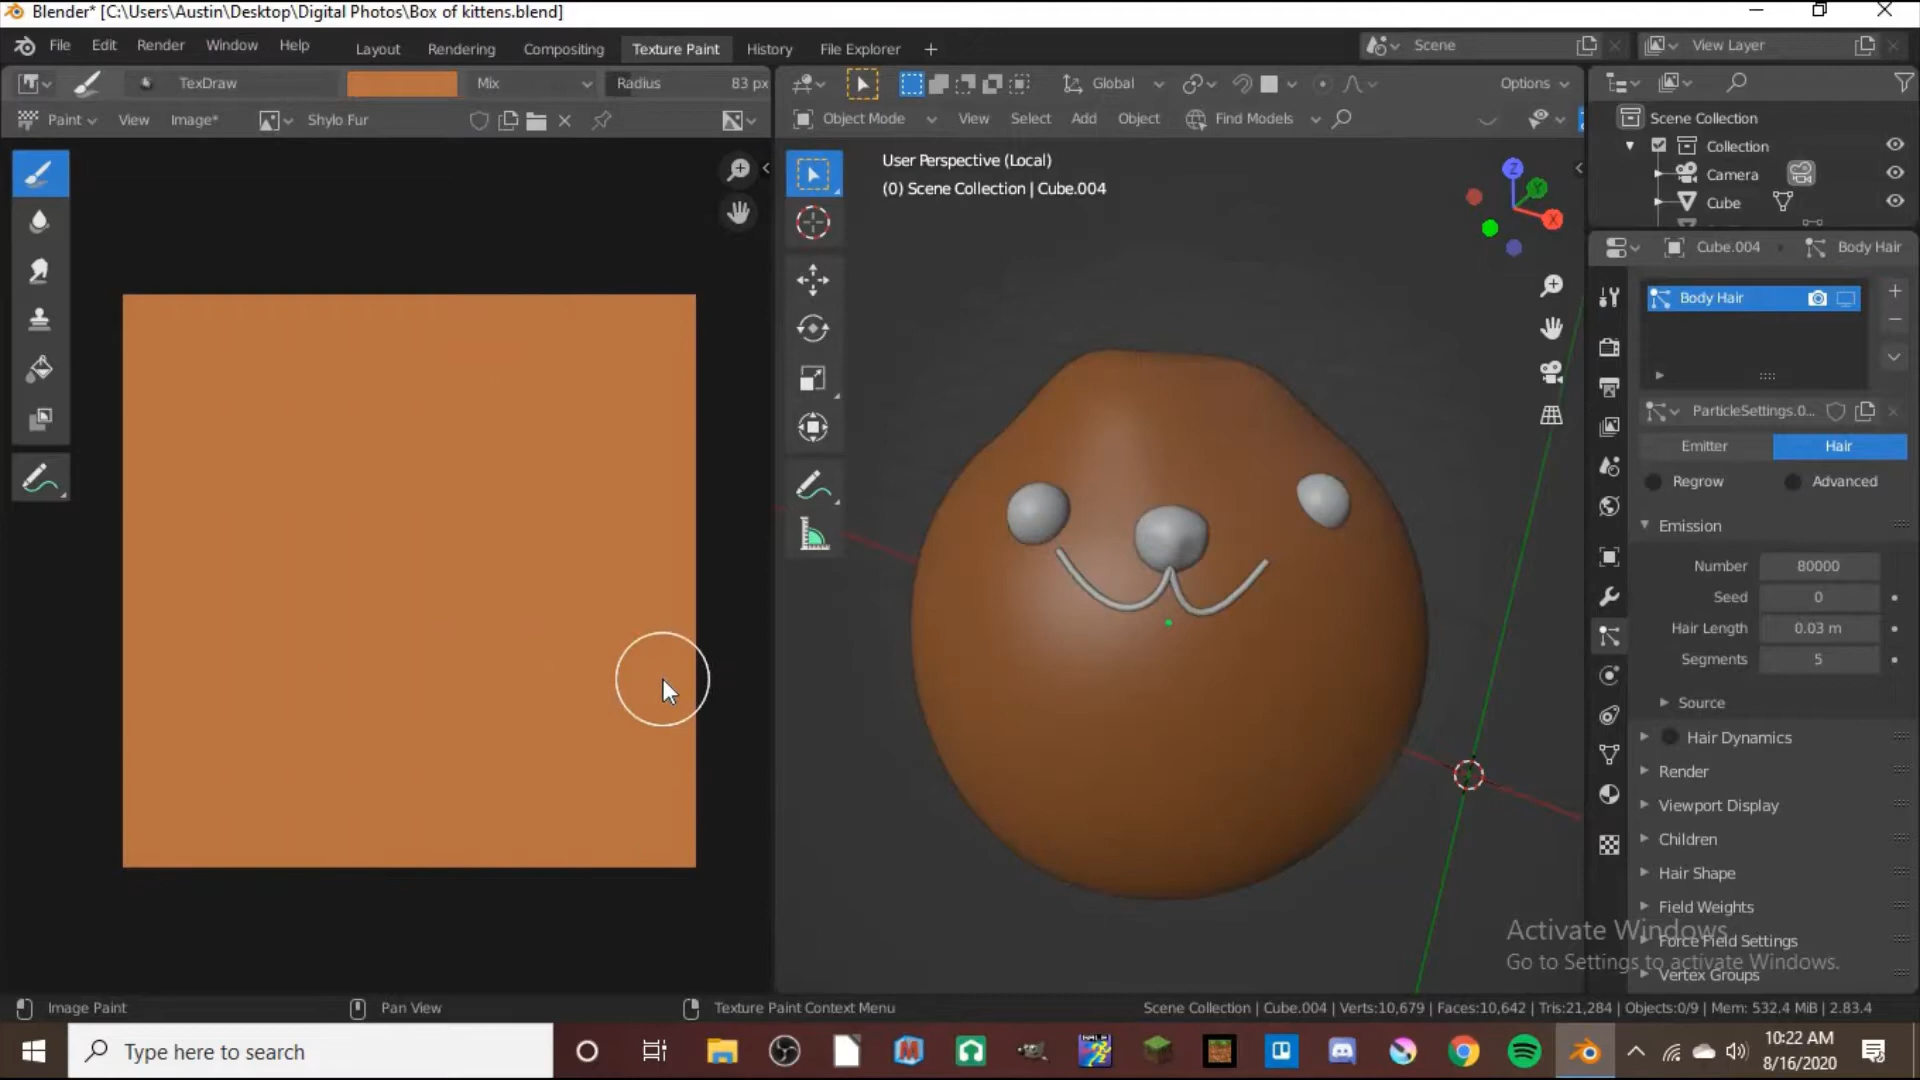 Blender* [C:\Users\Austin\Desktop\Digital Photos\Box of kittens.blend]
File Edit Render Window Help Layout Rendering Compositing Texture Paint History File Explorer + Scene View Layer
TexDraw Mix Radius 83 px Global Options
Paint View Image* Shylo Fur Object Mode View Select Add Object Find Models
Scene Collection
Collection
Camera
Cube
User Perspective (Local)
(0) Scene Collection | Cube.004
Z
Y
X
Cube.004 Body Hair
Body Hair
ParticleSettings.0...
Emitter Hair
Regrow Advanced
Emission
Number 80000
Seed 0
Hair Length 0.03 m
Segments 5
Source
Hair Dynamics
Render
Viewport Display
Children
Hair Shape
Field Weights
Force Field Settings
Vertex Groups
Activate Windows
Go to Settings to activate Windows.
Image Paint Pan View Texture Paint Context Menu Scene Collection | Cube.004 | Verts:10,679 | Faces:10,642 | Tris:21,284 | Objects:0/9 | Mem: 532.4 MiB | 2.83.4
Type here to search
10:22 AM
8/16/2020